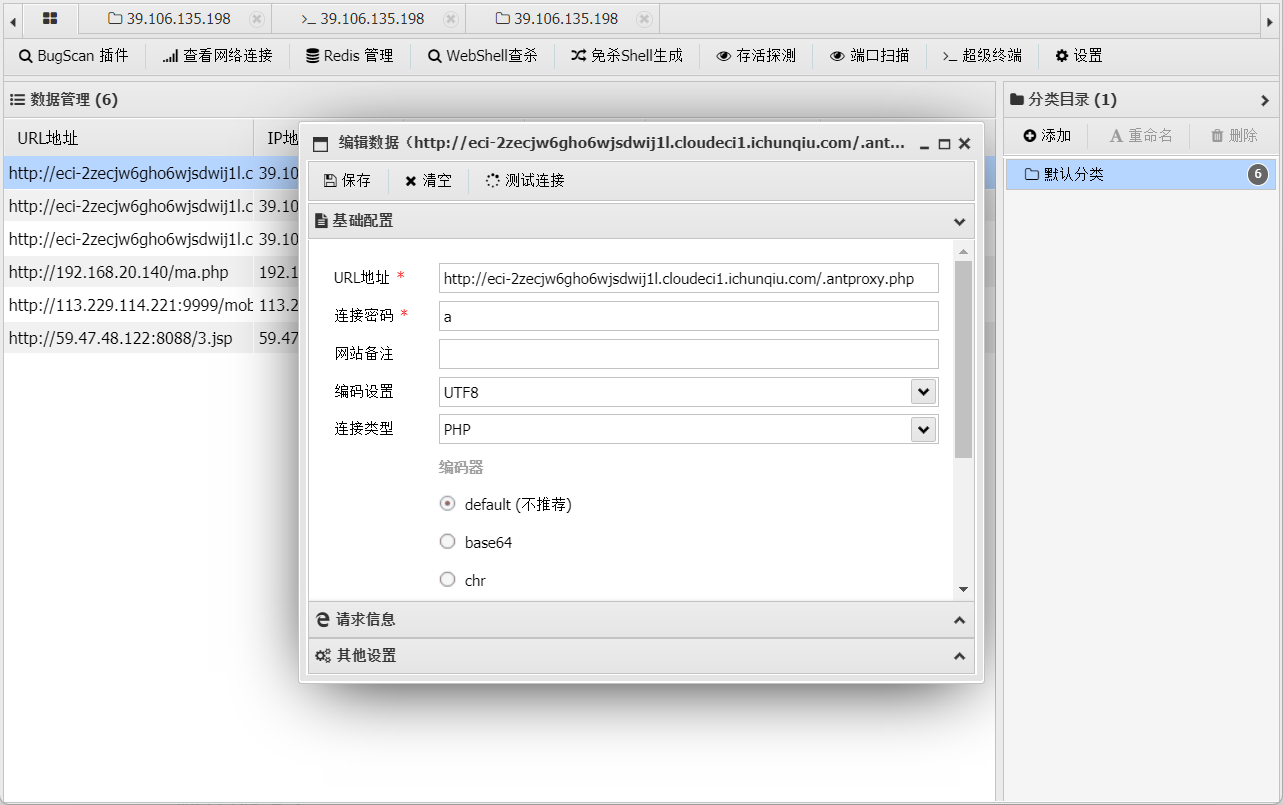 39.106.135.198 39.106.135.198 39.106.135.198
BugScan 插件 查看网络连接 Redis 管理 WebShell查杀 免杀Shell生成 存活探测 端口扫描 超级终端 设置
数据管理 (6)
URL地址 IP地
http://eci-2zecjw6gho6wjsdwij1l.c 39.10
http://eci-2zecjw6gho6wjsdwij1l.c 39.10
http://eci-2zecjw6gho6wjsdwij1l.c 39.10
http://192.168.20.140/ma.php 192.1
http://113.229.114.221:9999/mob 113.2
http://59.47.48.122:8088/3.jsp 59.47
编辑数据（http://eci-2zecjw6gho6wjsdwij1l.cloudeci1.ichunqiu.com/.ant...
保存 清空 测试连接
基础配置
URL地址 * http://eci-2zecjw6gho6wjsdwij1l.cloudeci1.ichunqiu.com/.antproxy.php
连接密码 * a
网站备注
编码设置 UTF8
连接类型 PHP
编码器
default (不推荐)
base64
chr
请求信息
其他设置
分类目录 (1)
添加 重命名 删除
默认分类 6